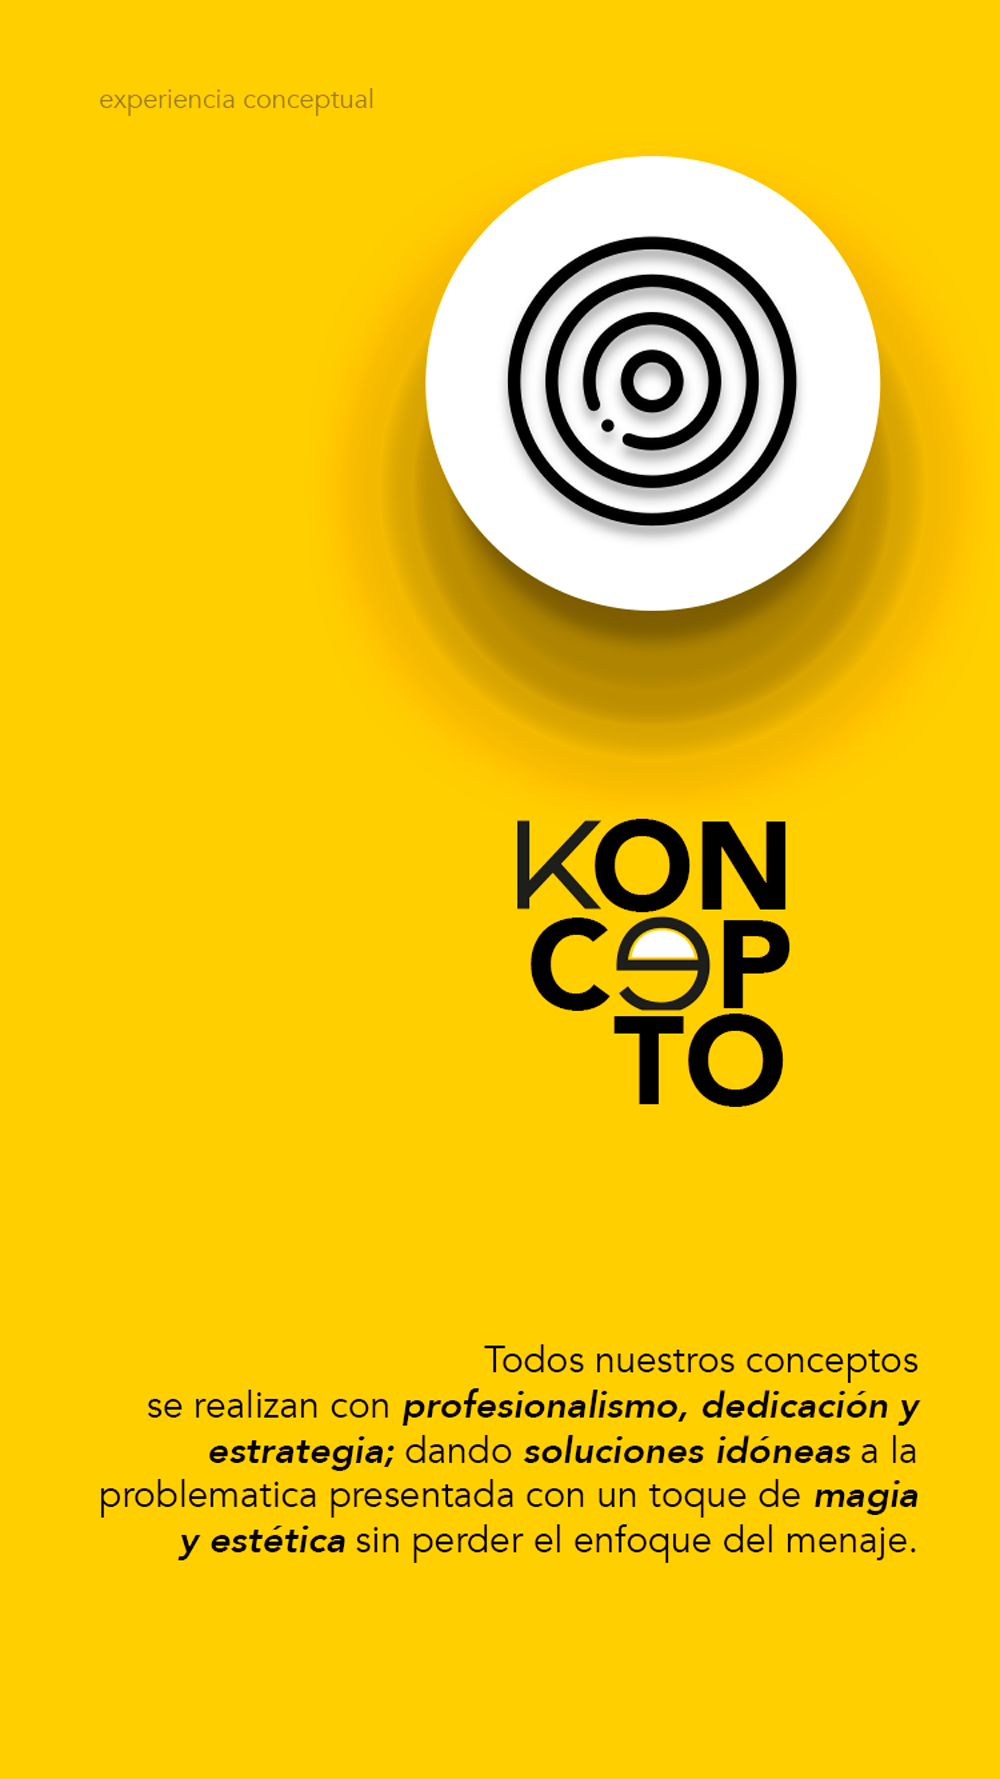 experiencia conceptual
KON
CEP
TO
Todos nuestros conceptos
se realizan con profesionalismo, dedicación y
estrategia; dando soluciones idóneas a la
problematica presentada con un toque de magia
y estética sin perder el enfoque del menaje.